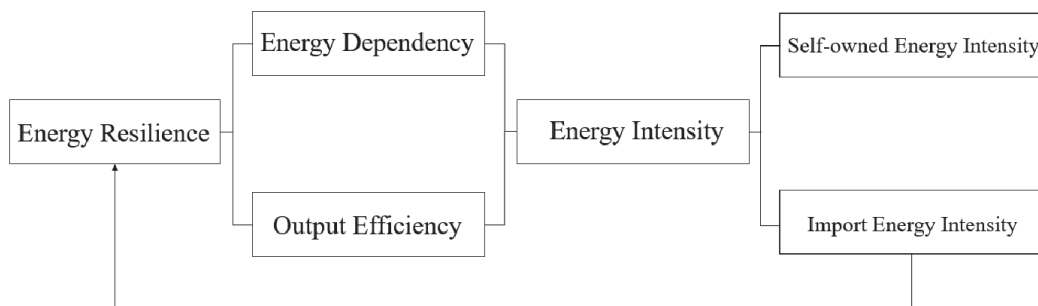 Energy Dependency
Self-owned Energy Intensity
Energy Resilience
Energy Intensity
Output Efficiency
Import Energy Intensity